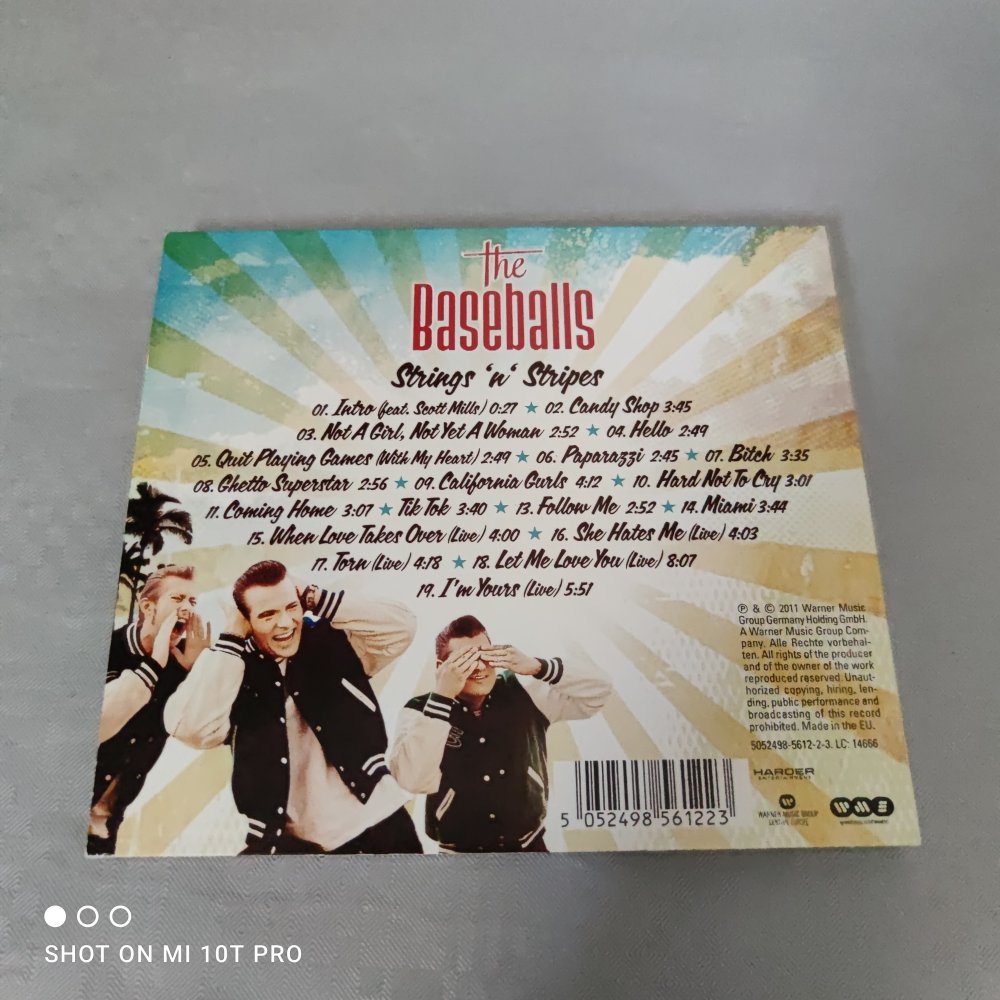 the
Baseballs
Strings 'n' Stripes
01. Intro (feat. Scott Mills) 0:27 ★ 02. Candy Shop 3:45
03. Not A Girl, Not Yet A Woman 2:52 ★ 04. Hello 2:49
05. Quit Playing Games (With My Heart) 2:49 ★ 06. Paparazzi 2:45 ★ 07. Bitch 3:35
08. Ghetto Superstar 2:56 ★ 09. California Gurls 4:12 ★ 10. Hard Not To Cry 3:01
11. Coming Home 3:07 ★ Tik Tok 3:40 ★ 13. Follow Me 2:52 ★ 14. Miami 3:44
15. When Love Takes Over (Live) 4:00 ★ 16. She Hates Me (Live) 4:03
17. Torn (Live) 4:18 ★ 18. Let Me Love You (Live) 8:07
19. I'm Yours (Live) 5:51
℗ & © 2011 Warner Music
Group Germany Holding GmbH.
A Warner Music Group Com-
pany. Alle Rechte vorbehal-
ten. All rights of the producer
and of the owner of the work
reproduced reserved. Unaut-
horized copying, hiring, len-
ding, public performance and
broadcasting of this record
prohibited. Made in the EU.
5052498-5612-2-3. LC: 14666
HARDER
ENTERTAINMENT
WARNER MUSIC GROUP
CENTRAL EUROPE
5 052498 561223
SHOT ON MI 10T PRO